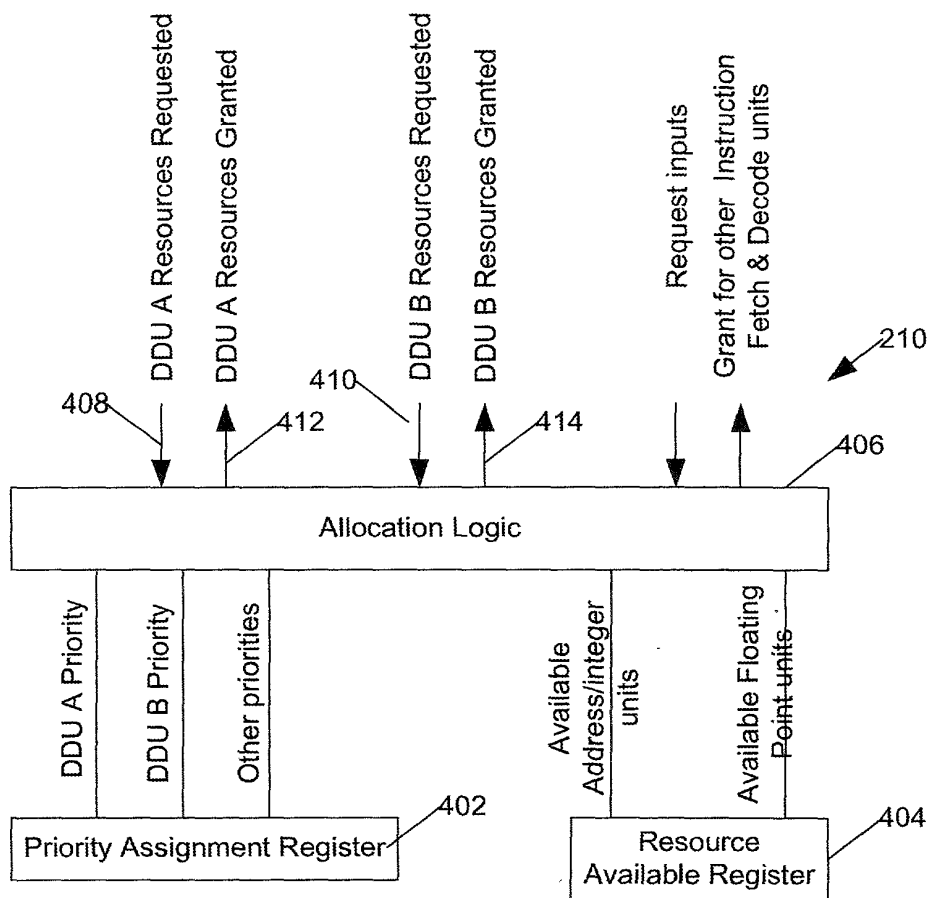 DDU A Resources Requested
DDU A Resources Granted
DDU B Resources Requested
DDU B Resources Granted
Request inputs
Grant for other Instruction
Fetch & Decode units
210
408
412
410
414
406
Allocation Logic
DDU A Priority
DDU B Priority
Other priorities
Available
Address/integer
units
Available Floating
Point units
402
Priority Assignment Register
404
Resource
Available Register